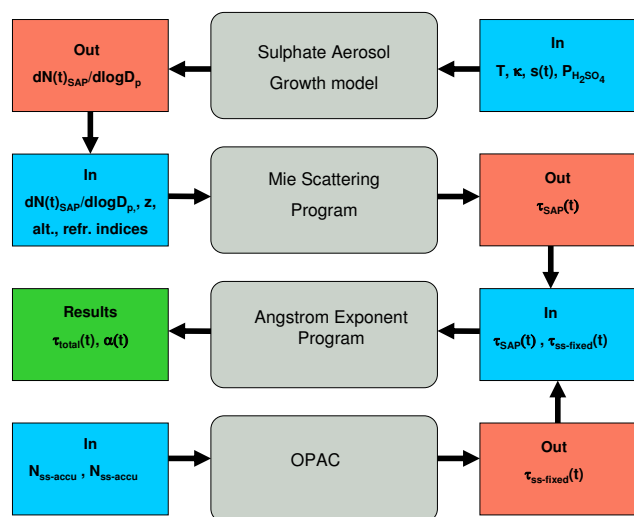 Out
dN(t)SAP/dlogDp
Sulphate Aerosol
Growth model
In
T, κ, s(t), PH2SO4
In
dN(t)SAP/dlogDp,, z,
alt., refr. indices
Mie Scattering
Program
Out
τSAP(t)
Results
τtotal(t), α(t)
Angstrom Exponent
Program
In
τSAP(t) , τss-fixed(t)
In
Nss-accu , Nss-accu
OPAC
Out
τss-fixed(t)